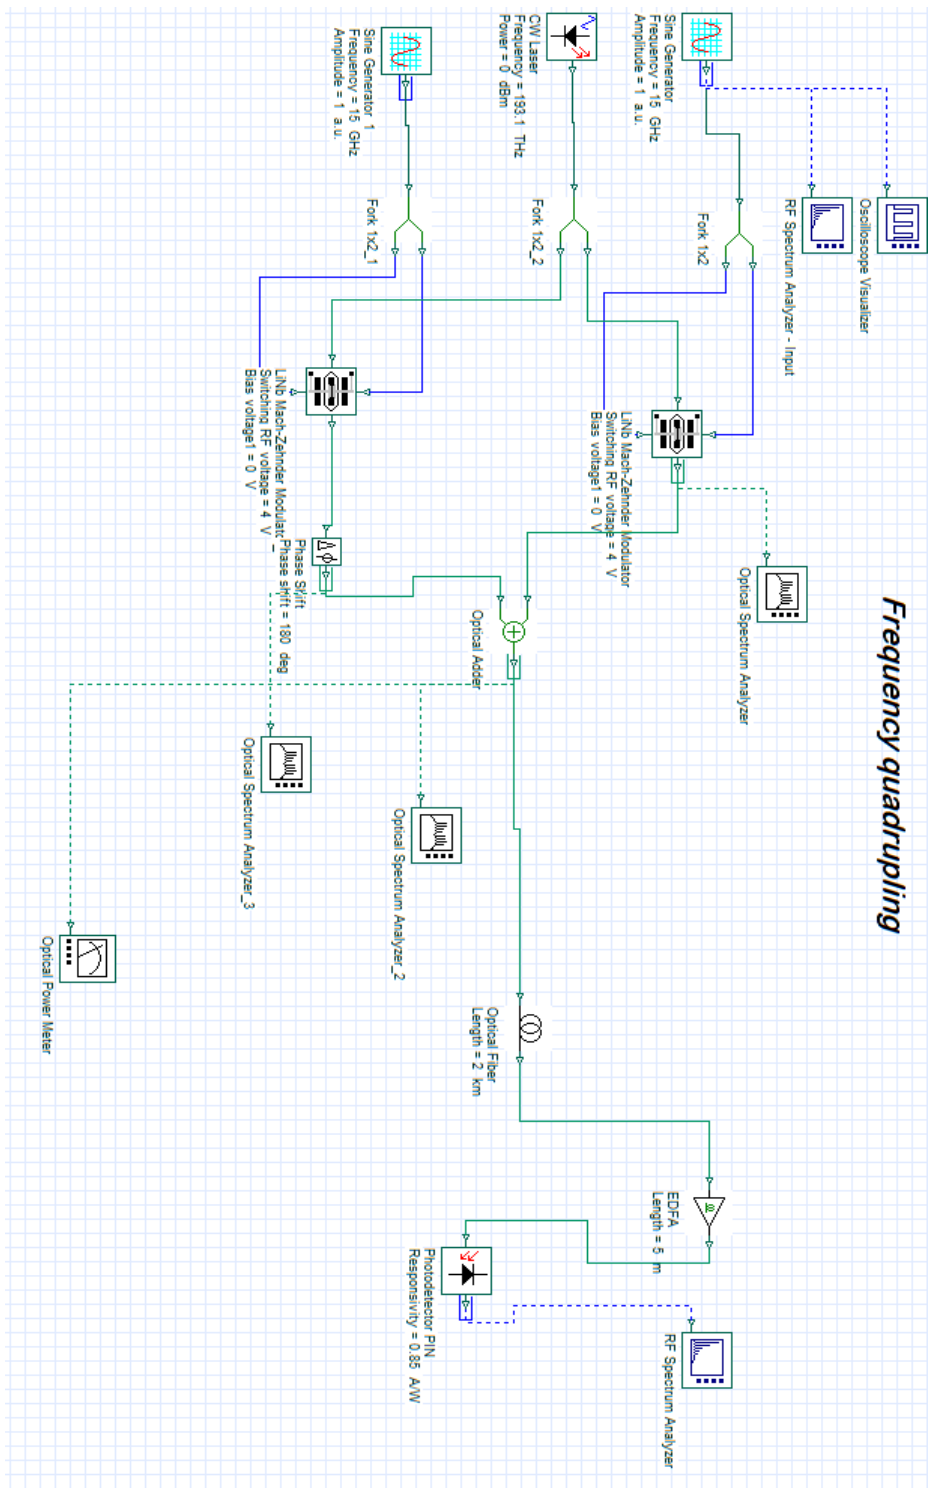 Frequency quadrupling
Oscilloscope Visualizer
RF Spectrum Analyzer - Input
Optical Spectrum Analyzer
Sine Generator
Frequency = 15 GHz
Amplitude = 1 a.u.
Fork 1x2
LiNb Mach-Zehnder Modulator
Switching RF voltage = 4 V
Bias voltage1 = 0 V
EDFA
Length = 5 m
RF Spectrum Analyzer
CW Laser
Frequency = 193.1 THz
Power = 0 dBm
Fork 1x2_2
Optical Adder
Optical Fiber
Length = 2 km
Photodetector PIN
Responsivity = 0.85 A/W
Optical Spectrum Analyzer_2
Sine Generator 1
Frequency = 15 GHz
Amplitude = 1 a.u.
Fork 1x2_1
LiNb Mach-Zehnder
Switching RF voltage = 4 V
Bias voltage1 = 0 V
Phase Shift
Phase shift = 180 deg
Optical Spectrum Analyzer_3
Optical Power Meter